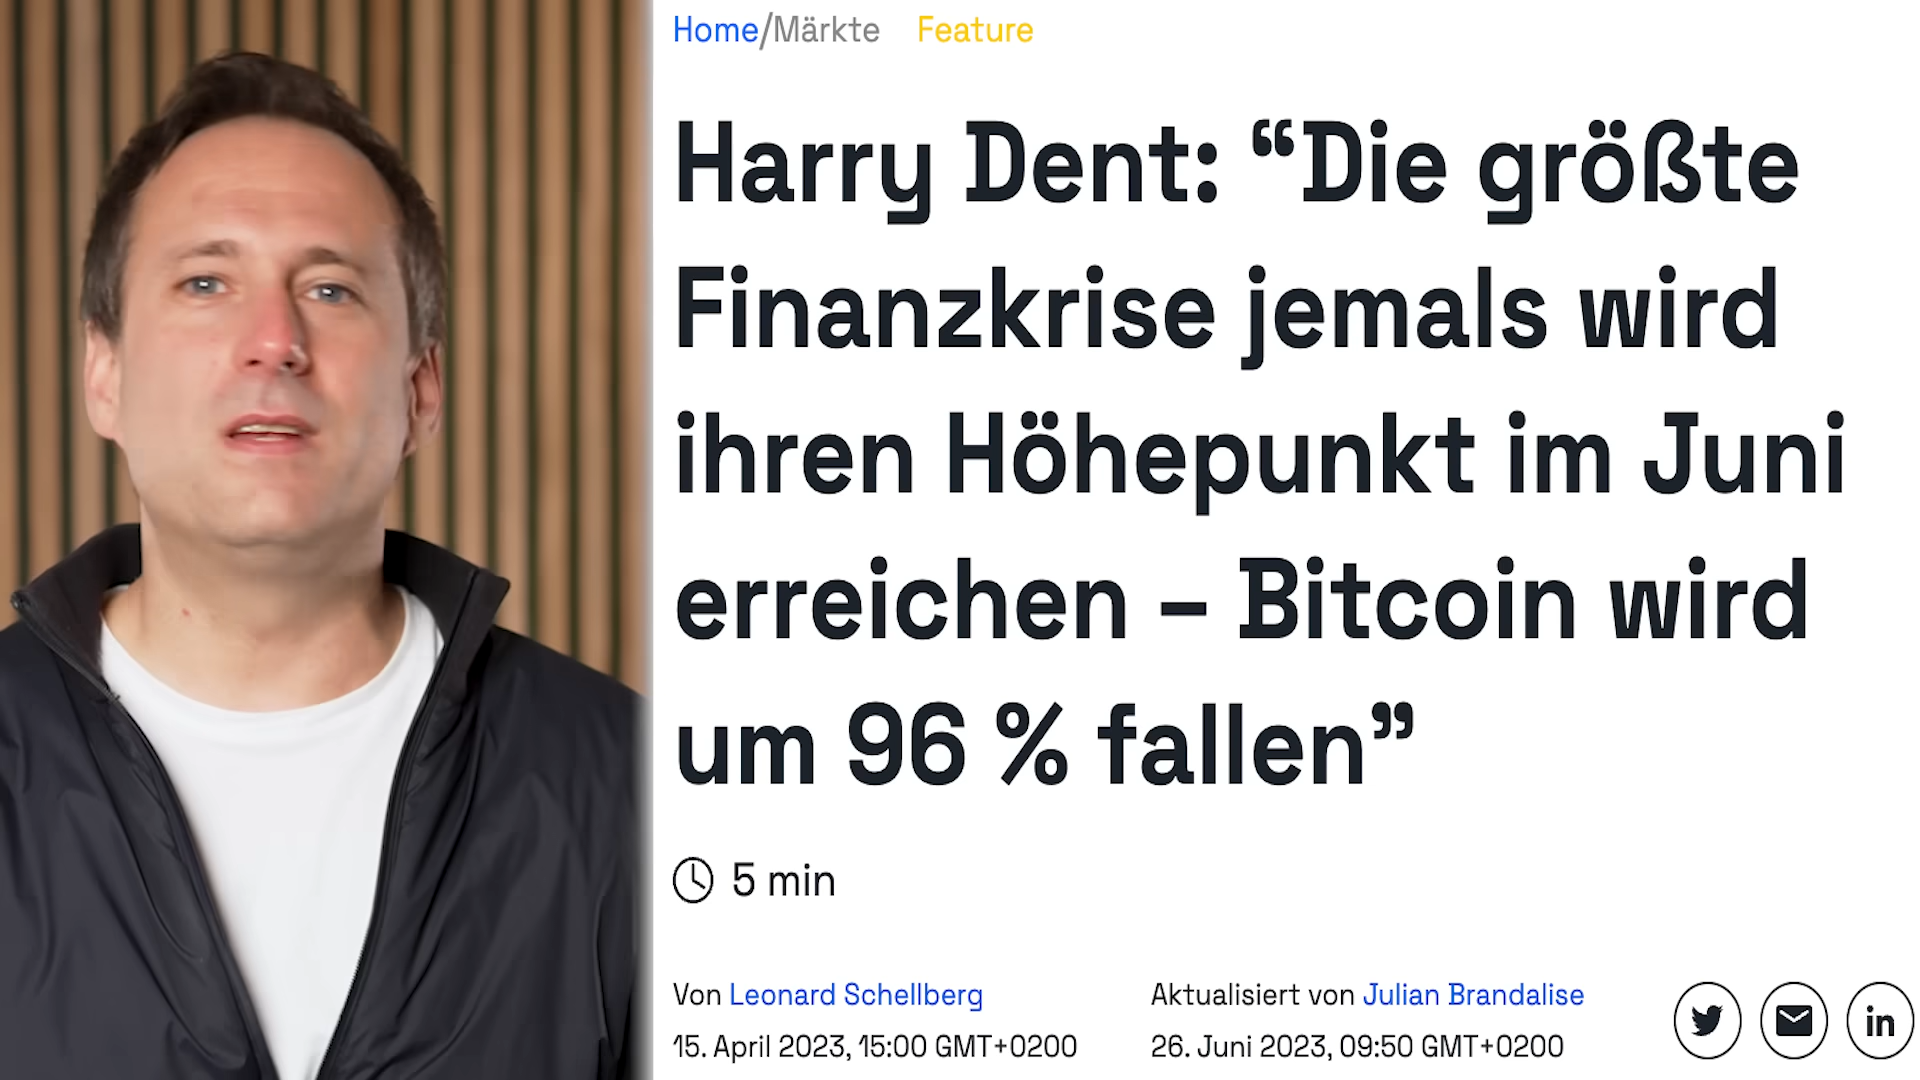 Home/Märkte Feature
Harry Dent: “Die größte
Finanzkrise jemals wird
ihren Höhepunkt im Juni
erreichen – Bitcoin wird
um 96 % fallen”
5 min
Von Leonard Schellberg
15. April 2023, 15:00 GMT+0200
Aktualisiert von Julian Brandalise
26. Juni 2023, 09:50 GMT+0200
in